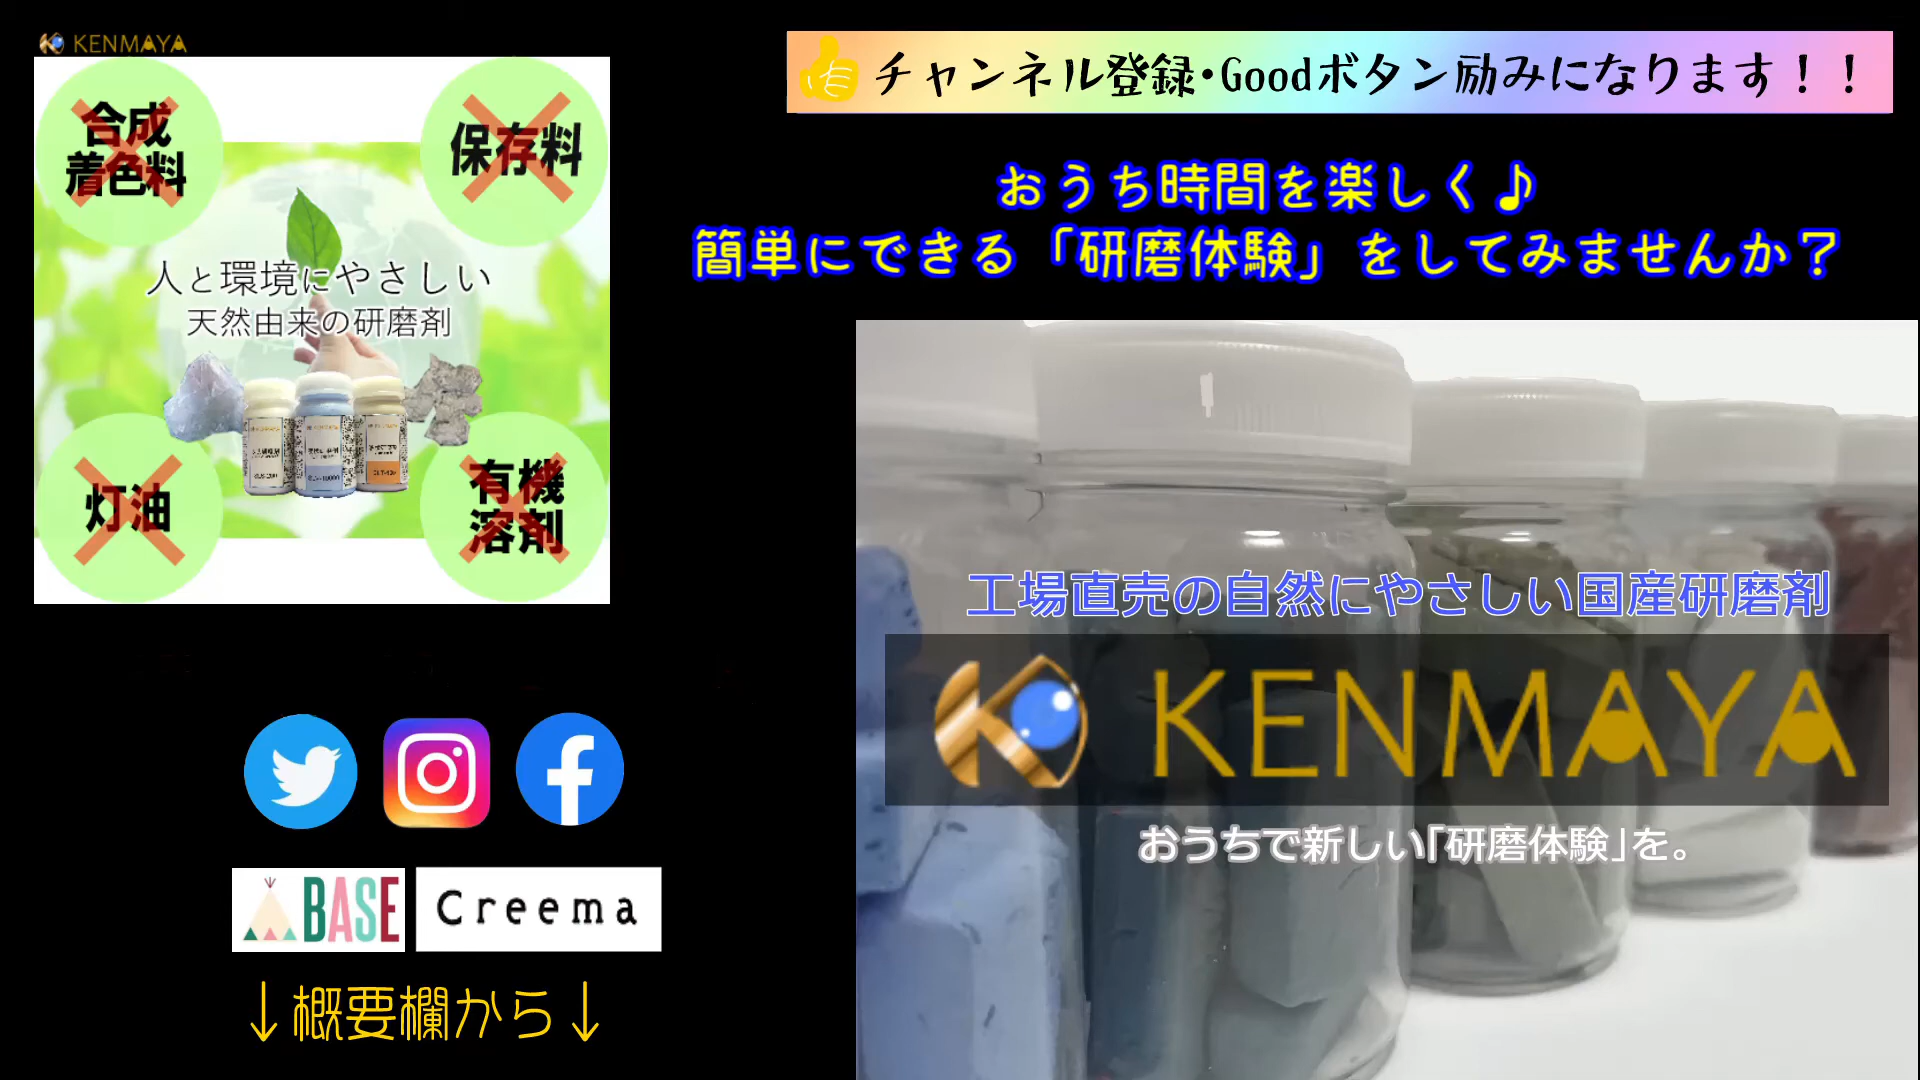 KENMAYA
合成
着色料
保存料
人と環境にやさしい
天然由来の研磨剤
灯油
有機
溶剤
チャンネル登録・Goodボタン励みになります！！
おうち時間を楽しく♪
簡単にできる「研磨体験」をしてみませんか？
工場直売の自然にやさしい国産研磨剤
KENMAYA
おうちで新しい「研磨体験」を。
BASE
Creema
↓概要欄から↓